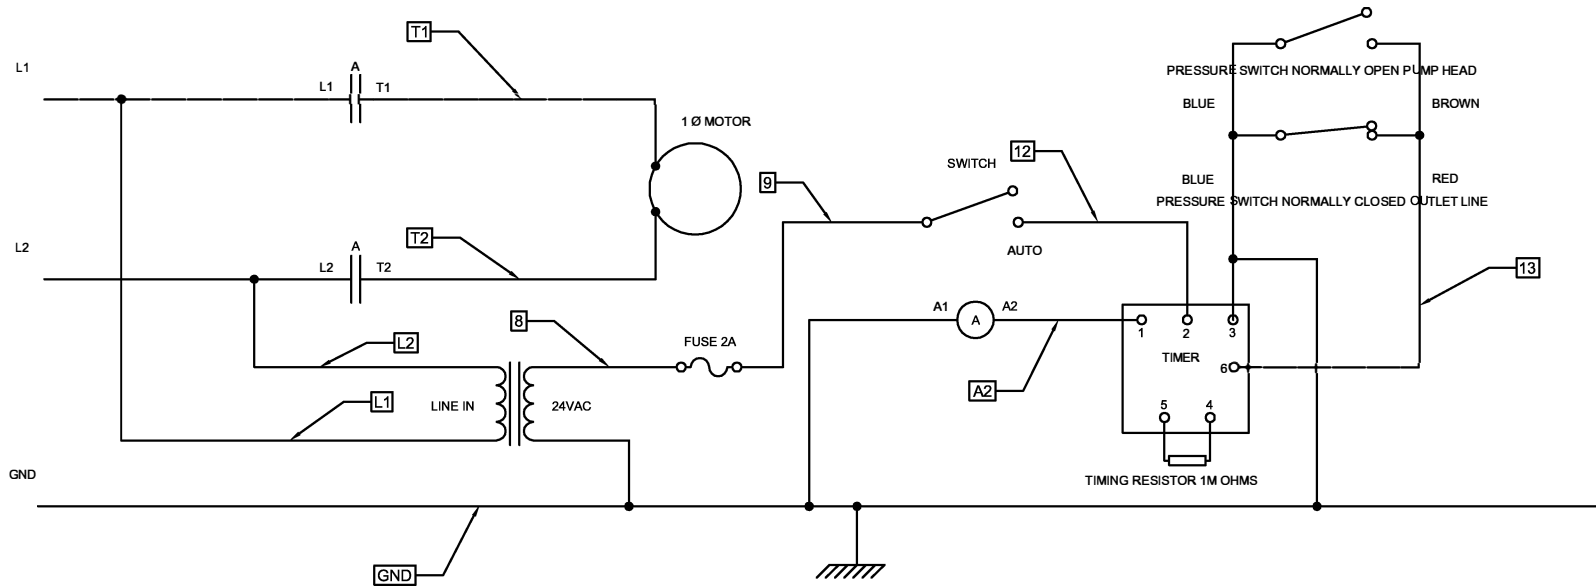 T1
L1
A
L1 T1
PRESSURE SWITCH NORMALLY OPEN PUMP HEAD
BLUE
BROWN
1 Ø MOTOR
SWITCH
12
9
BLUE
RED
PRESSURE SWITCH NORMALLY CLOSED OUTLET LINE
L2
A
T2
AUTO
L2 T2
13
A1
A2
A
8
FUSE 2A
1
2
3
TIMER
L2
6
A2
L1
LINE IN
24VAC
5
4
GND
TIMING RESISTOR 1M OHMS
GND